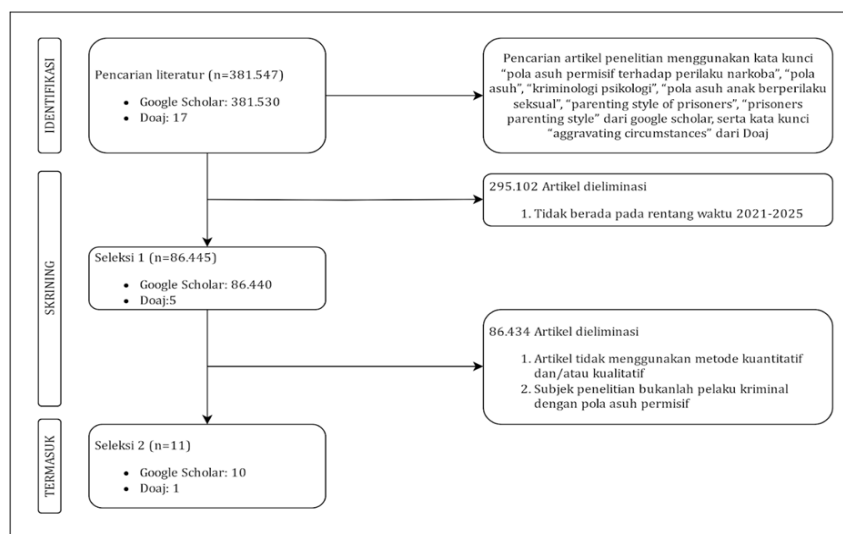 IDENTIFIKASI
Pencarian literatur (n=381.547)
• Google Scholar: 381.530
• Doaj: 17
Pencarian artikel penelitian menggunakan kata kunci
“pola asuh permisif terhadap perilaku narkoba”, “pola
asuh”, “kriminologi psikologi”, “pola asuh anak berperilaku
seksual”, “parenting style of prisoners”, “prisoners
parenting style” dari google scholar, serta kata kunci
“aggravating circumstances” dari Doaj
SKRINING
295.102 Artikel dieliminasi
1. Tidak berada pada rentang waktu 2021-2025
Seleksi 1 (n=86.445)
• Google Scholar: 86.440
• Doaj:5
86.434 Artikel dieliminasi
1. Artikel tidak menggunakan metode kuantitatif
dan/atau kualitatif
2. Subjek penelitian bukanlah pelaku kriminal
dengan pola asuh permisif
TERMASUK
Seleksi 2 (n=11)
• Google Scholar: 10
• Doaj: 1